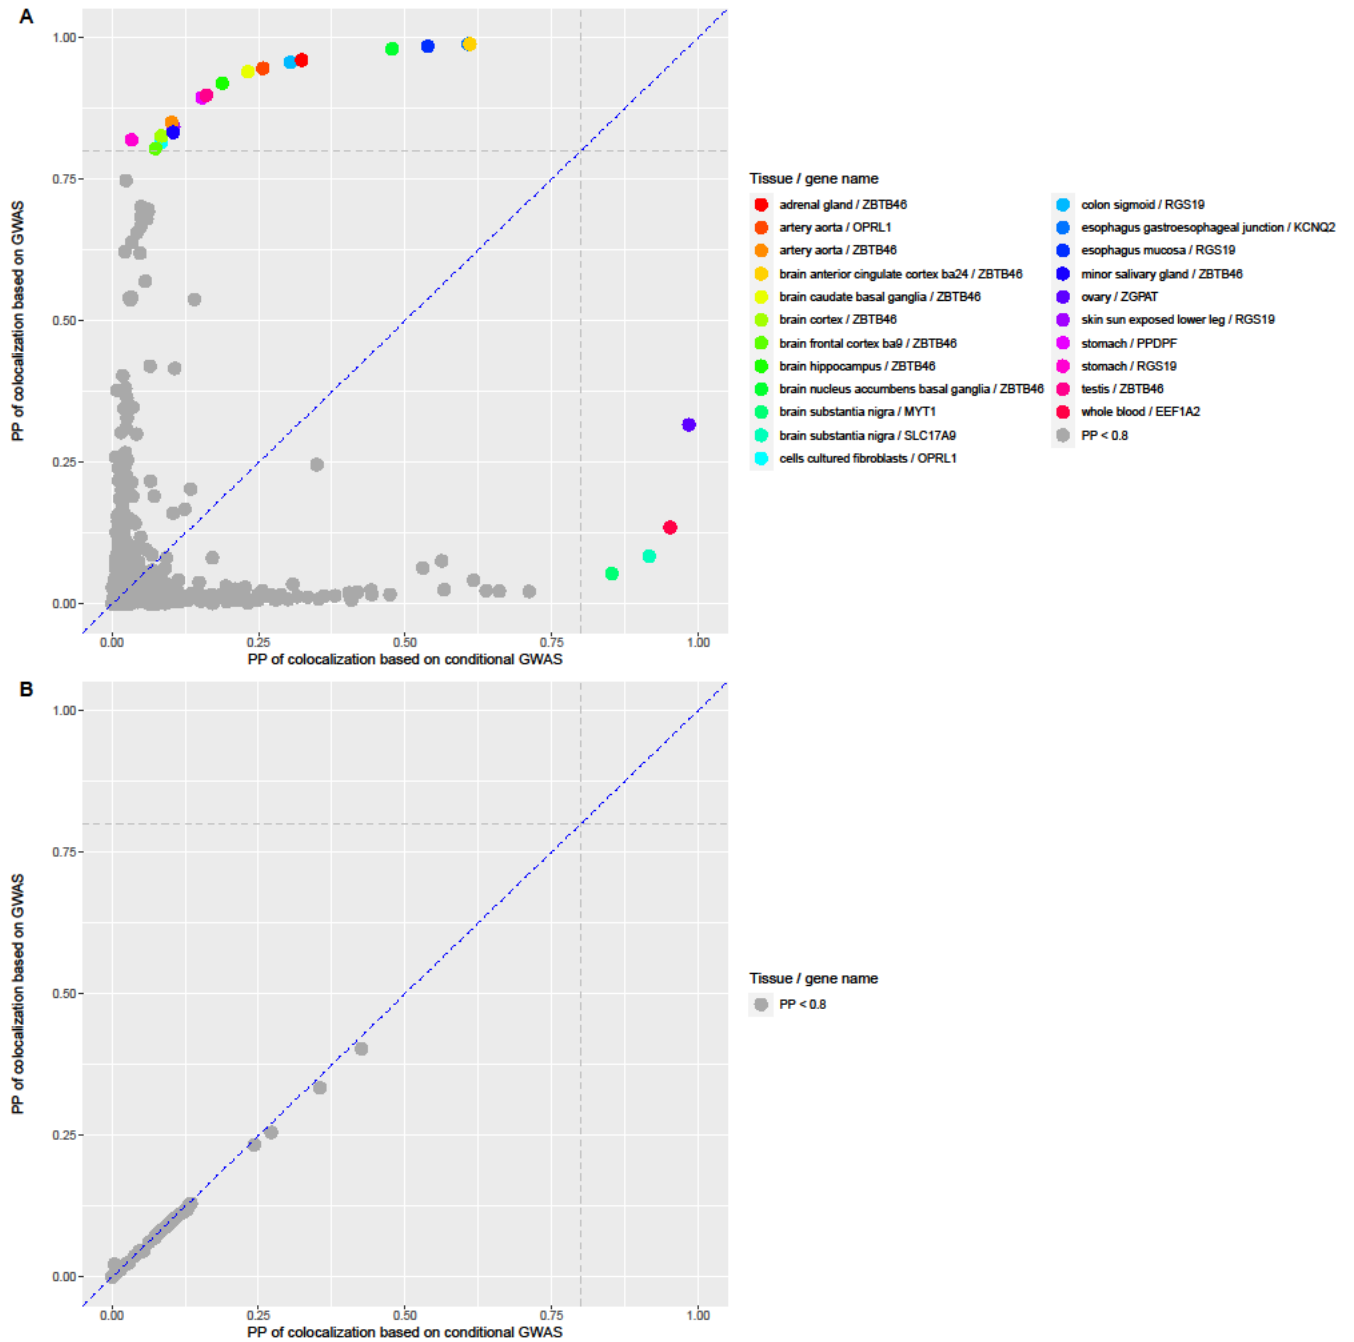 A
1.00
0.75
0.50
0.25
0.00
PP of colocalization based on GWAS
0.00 0.25 0.50 0.75 1.00
PP of colocalization based on conditional GWAS
Tissue / gene name
adrenal gland / ZBTB46
artery aorta / OPRL1
artery aorta / ZBTB46
brain anterior cingulate cortex ba24 / ZBTB46
brain caudate basal ganglia / ZBTB46
brain cortex / ZBTB46
brain frontal cortex ba9 / ZBTB46
brain hippocampus / ZBTB46
brain nucleus accumbens basal ganglia / ZBTB46
brain substantia nigra / MYT1
brain substantia nigra / SLC17A9
cells cultured fibroblasts / OPRL1
colon sigmoid / RGS19
esophagus gastroesophageal junction / KCNQ2
esophagus mucosa / RGS19
minor salivary gland / ZBTB46
ovary / ZGPAT
skin sun exposed lower leg / RGS19
stomach / PPDPF
stomach / RGS19
testis / ZBTB46
whole blood / EEF1A2
PP < 0.8
B
1.00
0.75
0.50
0.25
0.00
PP of colocalization based on GWAS
0.00 0.25 0.50 0.75 1.00
PP of colocalization based on conditional GWAS
Tissue / gene name
PP < 0.8